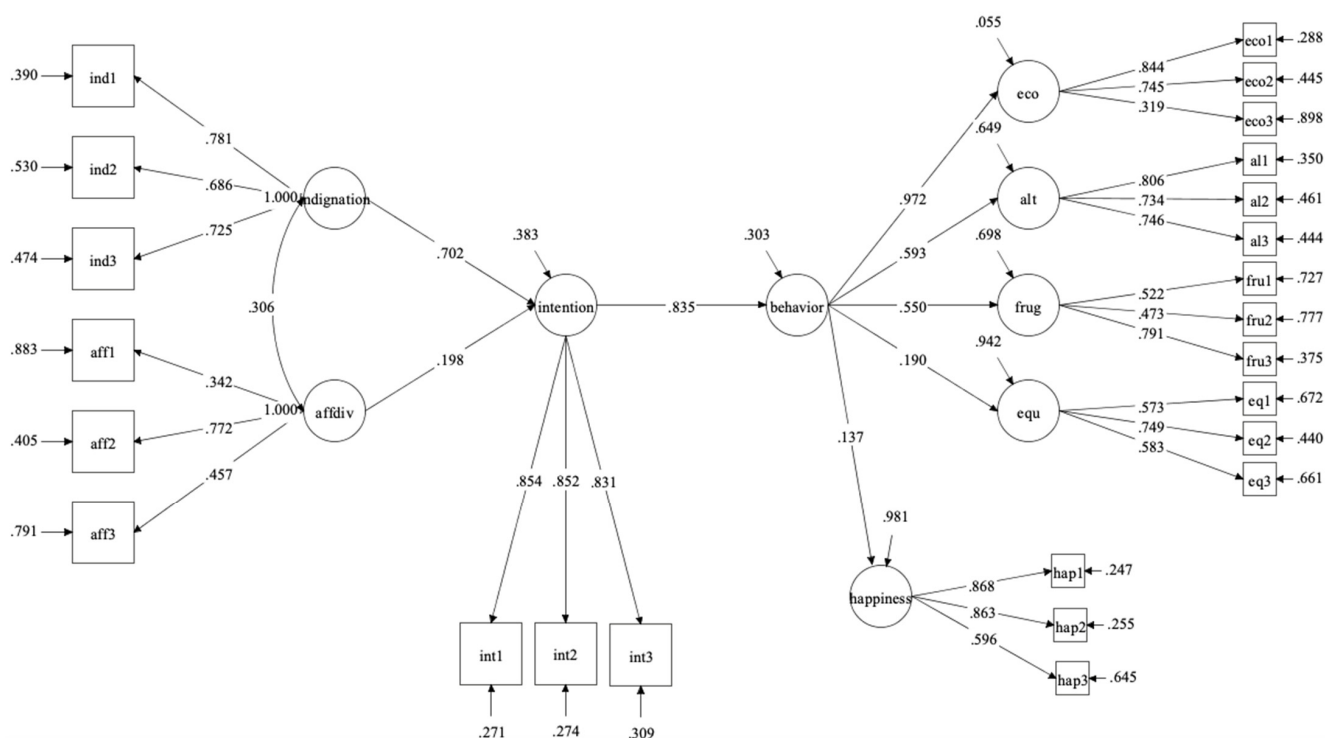 .390
ind1
.781
.530
ind2
.686
1.000
indignation
.474
ind3
.725
.306
.883
aff1
.342
.405
aff2
1.000
affdiv
.772
.457
.791
aff3
.702
.198
.383
intention
.854
.852
.831
int1
int2
int3
.271
.274
.309
.835
.303
behavior
.972
.593
.550
.190
.137
.055
eco
.844
.745
.319
eco1
.288
eco2
.445
eco3
.898
.649
alt
.806
.734
.746
al1
.350
al2
.461
al3
.444
.698
frug
.522
.473
.791
fru1
.727
fru2
.777
fru3
.375
.942
equ
.573
.749
.583
eq1
.672
eq2
.440
eq3
.661
.981
happiness
.868
.863
.596
hap1
.247
hap2
.255
hap3
.645